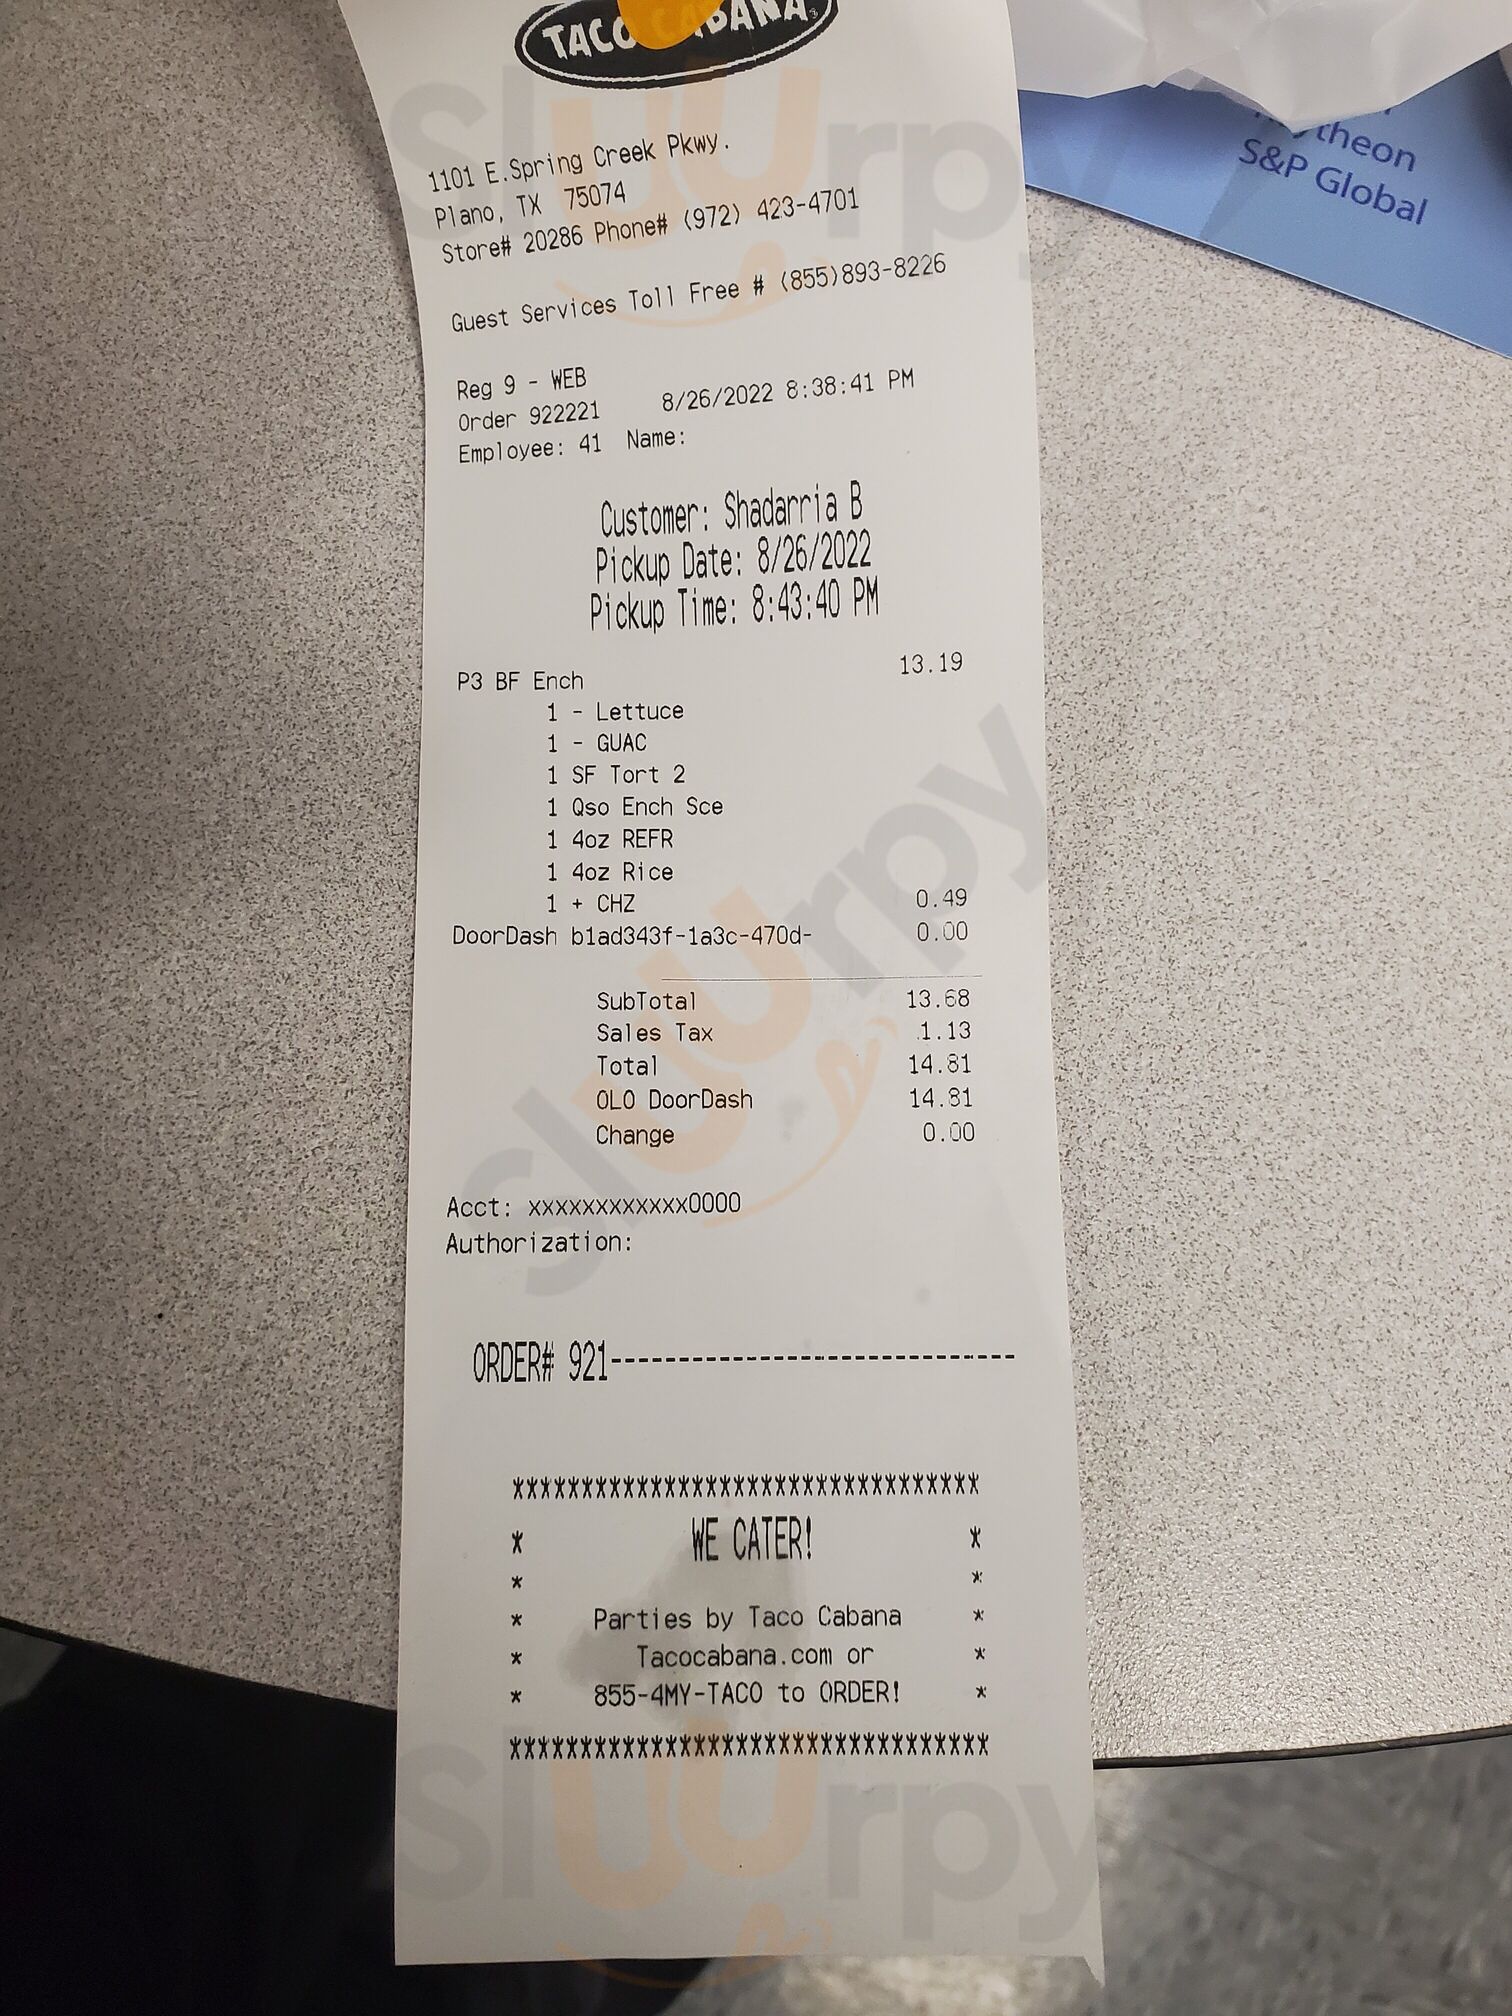 TACO CABANA
1101 E.Spring Creek Pkwy.
Plano, TX 75074
Store# 20286 Phone# (972) 423-4701
Guest Services Toll Free # (855)893-8226
Reg 9 - WEB
Order 922221 8/26/2022 8:38:41 PM
Employee: 41 Name:
Customer: Shadarria B
Pickup Date: 8/26/2022
Pickup Time: 8:43:40 PM
P3 BF Ench 13.19
1 - Lettuce
1 - GUAC
1 SF Tort 2
1 Qso Ench Sce
1 4oz REFR
1 4oz Rice
1 + CHZ 0.49
DoorDash b1ad343f-1a3c-470d- 0.00
SubTotal 13.68
Sales Tax 1.13
Total 14.81
OLO DoorDash 14.81
Change 0.00
Acct: xxxxxxxxxxxx0000
Authorization:
ORDER# 921------------------------------
**********************************
* WE CATER! *
* *
* Parties by Taco Cabana *
* Tacocabana.com or *
* 855-4MY-TACO to ORDER! *
**********************************
theon
S&P Global
Sluurpy
Sluurpy
Sluurpy